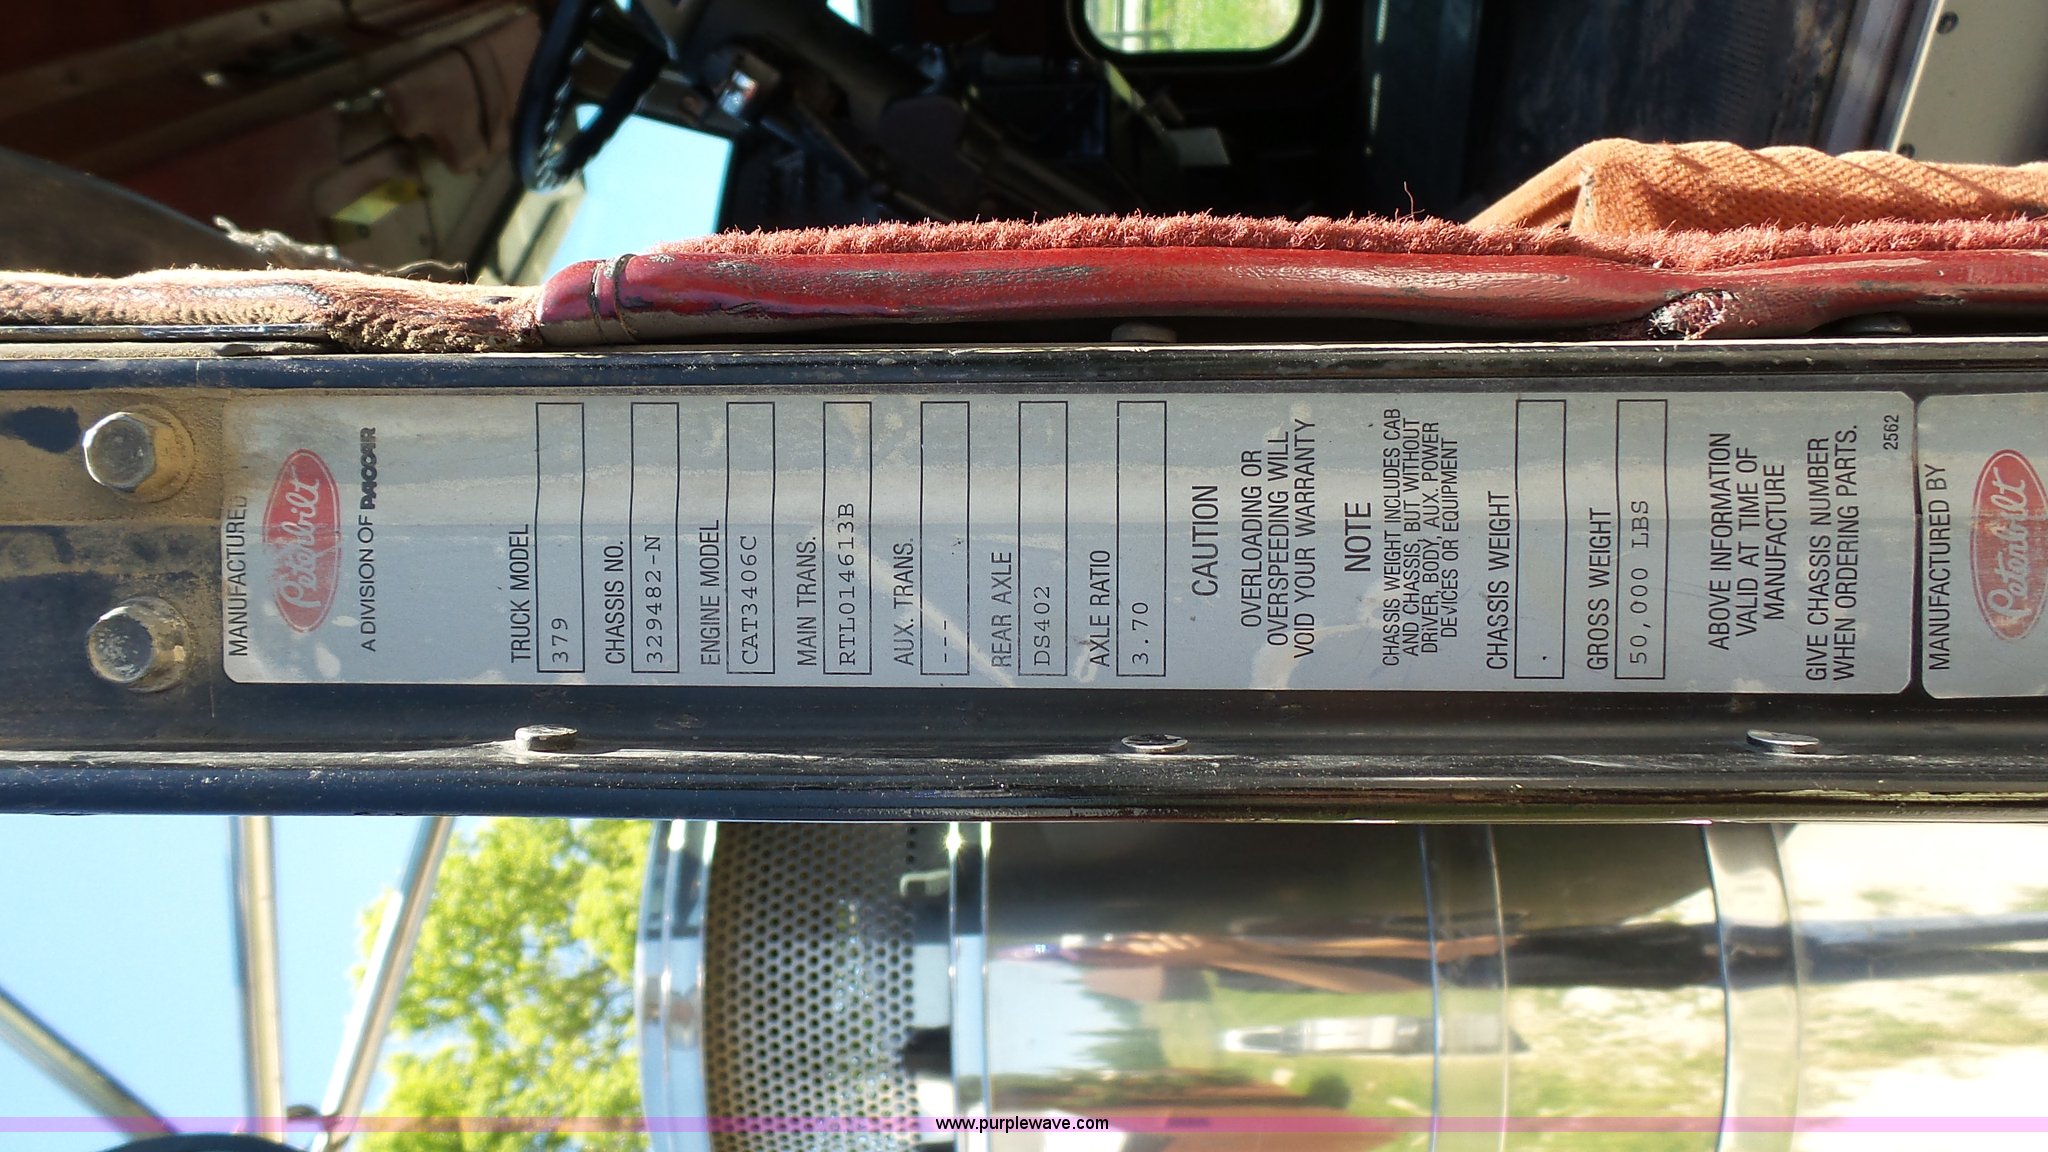 MANUFACTURED
Peterbilt
A DIVISION OF PACCAR
TRUCK MODEL
379
CHASSIS NO.
329482-N
ENGINE MODEL
CAT3406C
MAIN TRANS.
RTLO14613B
AUX. TRANS.
---
REAR AXLE
DS402
AXLE RATIO
3.70
CAUTION
OVERLOADING OR
OVERSPEEDING WILL
VOID YOUR WARRANTY
NOTE
CHASSIS WEIGHT INCLUDES CAB
AND CHASSIS, BUT WITHOUT
DRIVER, BODY, AUX. POWER
DEVICES OR EQUIPMENT
CHASSIS WEIGHT
.
GROSS WEIGHT
50,000 LBS
ABOVE INFORMATION
VALID AT TIME OF
MANUFACTURE
GIVE CHASSIS NUMBER
WHEN ORDERING PARTS.
2562
MANUFACTURED BY
Peterbilt
www.purplewave.com